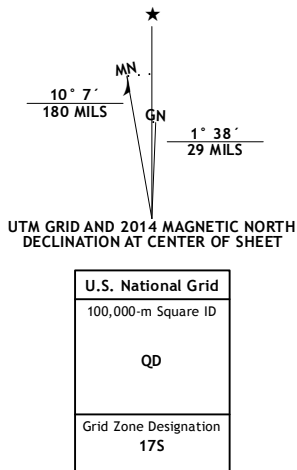 MN
10° 7´
180 MILS
GN
1° 38´
29 MILS
UTM GRID AND 2014 MAGNETIC NORTH
DECLINATION AT CENTER OF SHEET
U.S. National Grid
100,000-m Square ID
QD
Grid Zone Designation
17S